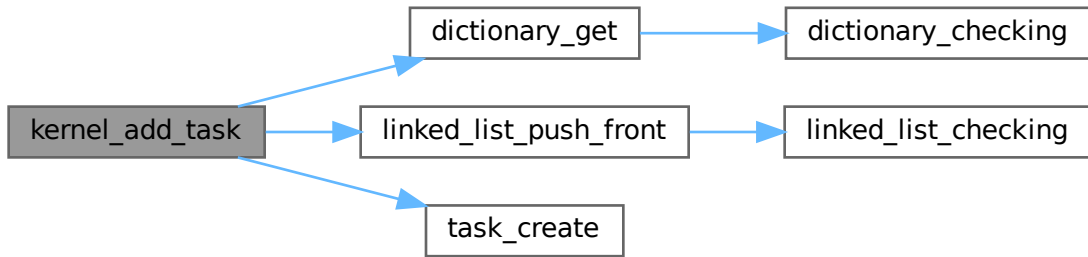 dictionary_get
dictionary_checking
kernel_add_task
linked_list_push_front
linked_list_checking
task_create